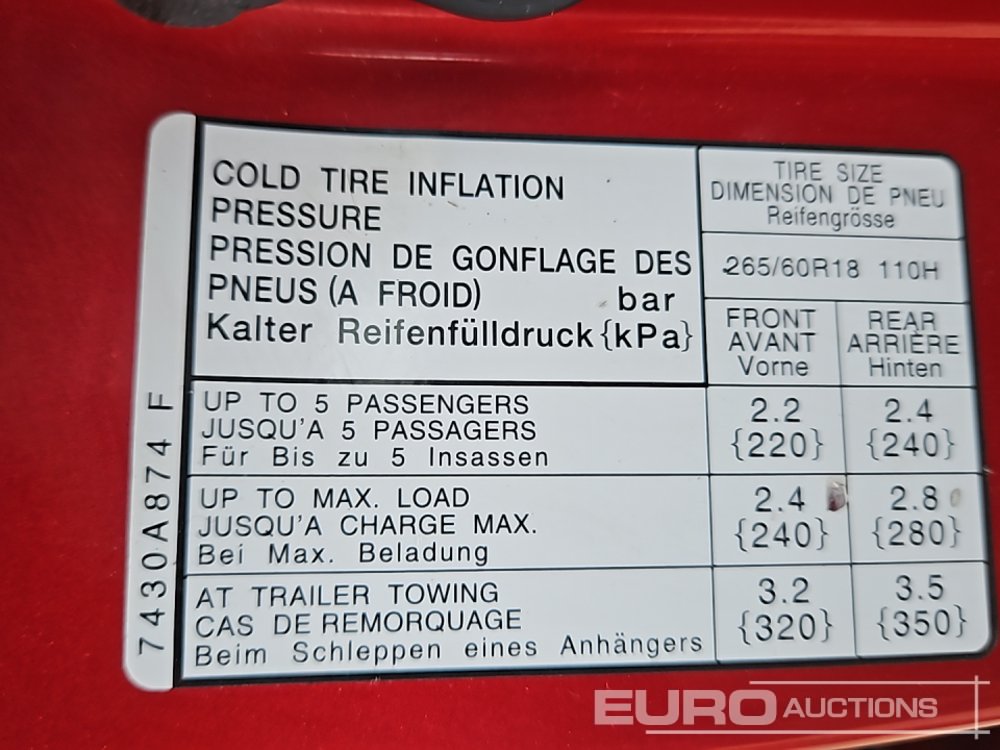 COLD TIRE INFLATION
PRESSURE
PRESSION DE GONFLAGE DES
PNEUS (A FROID) bar
Kalter Reifenfülldruck {kPa}
TIRE SIZE
DIMENSION DE PNEU
Reifengrösse
265/60R18 110H
FRONT
AVANT
Vorne
REAR
ARRIÈRE
Hinten
UP TO 5 PASSENGERS
JUSQU'A 5 PASSAGERS
Für Bis zu 5 Insassen
2.2
{220}
2.4
{240}
UP TO MAX. LOAD
JUSQU'A CHARGE MAX.
Bei Max. Beladung
2.4
{240}
2.8
{280}
AT TRAILER TOWING
CAS DE REMORQUAGE
Beim Schleppen eines Anhängers
3.2
{320}
3.5
{350}
7430A874 F
EURO AUCTIONS